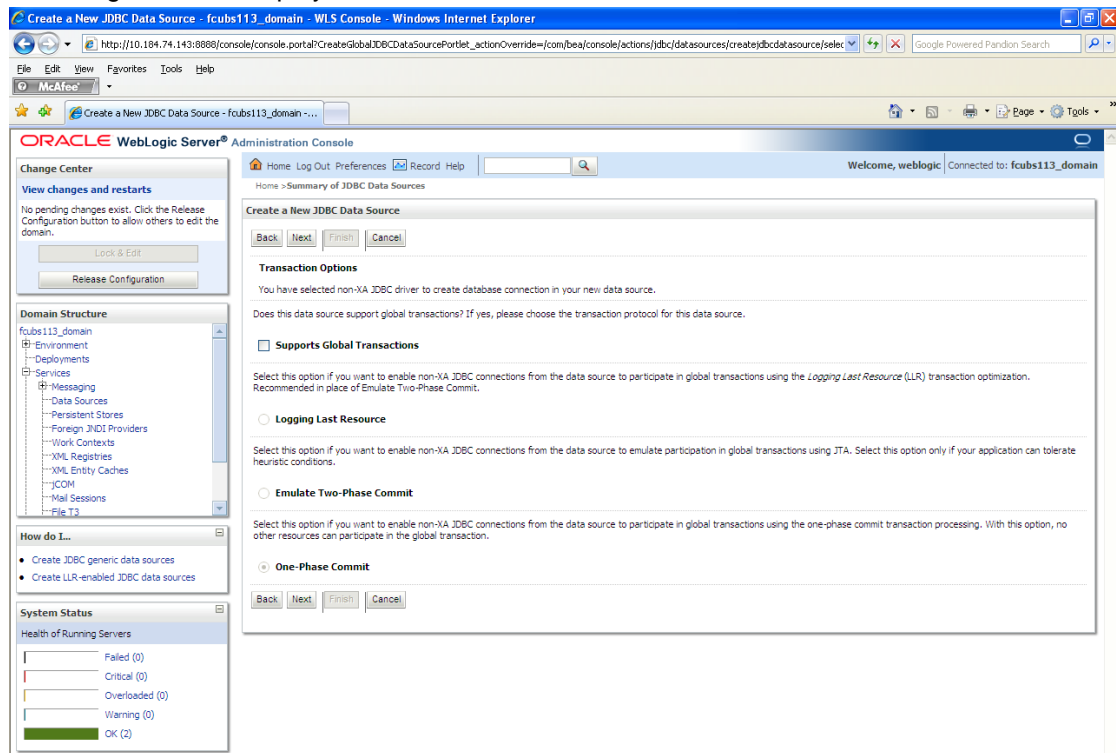 Create a New JDBC Data Source - fcubs113_domain - WLS Console - Windows Internet Explorer
http://10.184.74.143:8888/console/console.portal?CreateGlobalJDBCDataSourcePortlet_actionOverride=/com/bea/console/actions/jdbc/datasources/createjdbcdatasource/selec
Google Powered Pandion Search
File Edit View Favorites Tools Help
McAfee
Create a New JDBC Data Source - fcubs113_domain -...
Page Tools
ORACLE WebLogic Server® Administration Console
Change Center
View changes and restarts
No pending changes exist. Click the Release
Configuration button to allow others to edit the
domain.
Lock & Edit
Release Configuration
Domain Structure
fcubs113_domain
Environment
Deployments
Services
Messaging
Data Sources
Persistent Stores
Foreign JNDI Providers
Work Contexts
XML Registries
XML Entity Caches
jCOM
Mail Sessions
File T3
How do I...
Create JDBC generic data sources
Create LLR-enabled JDBC data sources
System Status
Health of Running Servers
Failed (0)
Critical (0)
Overloaded (0)
Warning (0)
OK (2)
Home Log Out Preferences Record Help
Welcome, weblogic Connected to: fcubs113_domain
Home >Summary of JDBC Data Sources
Create a New JDBC Data Source
Back Next Finish Cancel
Transaction Options
You have selected non-XA JDBC driver to create database connection in your new data source.
Does this data source support global transactions? If yes, please choose the transaction protocol for this data source.
Supports Global Transactions
Select this option if you want to enable non-XA JDBC connections from the data source to participate in global transactions using the Logging Last Resource (LLR) transaction optimization.
Recommended in place of Emulate Two-Phase Commit.
Logging Last Resource
Select this option if you want to enable non-XA JDBC connections from the data source to emulate participation in global transactions using JTA. Select this option only if your application can tolerate
heuristic conditions.
Emulate Two-Phase Commit
Select this option if you want to enable non-XA JDBC connections from the data source to participate in global transactions using the one-phase commit transaction processing. With this option, no
other resources can participate in the global transaction.
One-Phase Commit
Back Next Finish Cancel